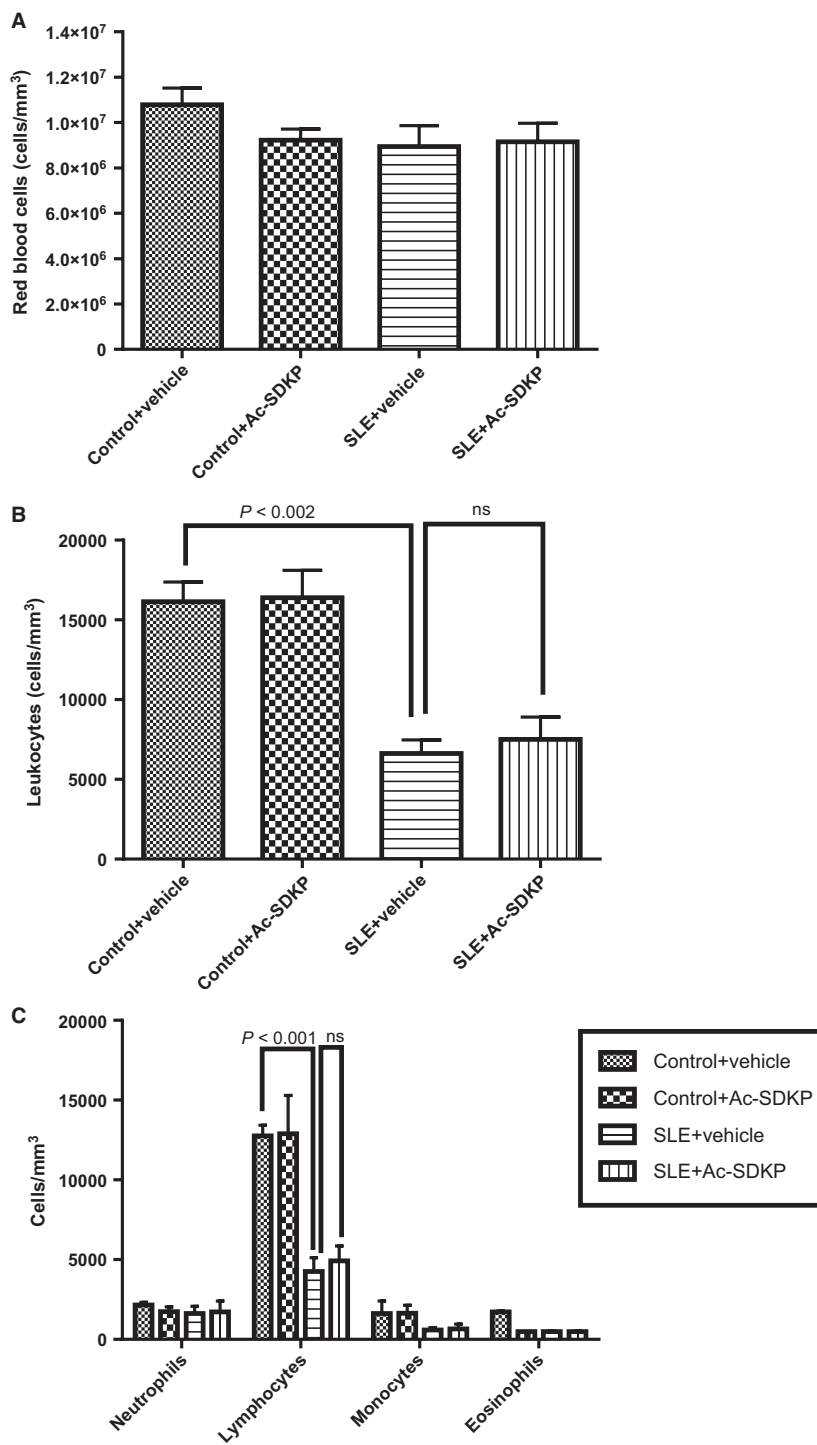 A
Red blood cells (cells/mm³)
1.4×10⁷
1.2×10⁷
1.0×10⁷
8.0×10⁶
6.0×10⁶
4.0×10⁶
2.0×10⁶
0
Control+vehicle
Control+Ac-SDKP
SLE+vehicle
SLE+Ac-SDKP
B
P < 0.002
ns
Leukocytes (cells/mm³)
20000
15000
10000
5000
0
Control+vehicle
Control+Ac-SDKP
SLE+vehicle
SLE+Ac-SDKP
C
P < 0.001
ns
Cells/mm³
20000
15000
10000
5000
0
Neutrophils
Lymphocytes
Monocytes
Eosinophils
Control+vehicle
Control+Ac-SDKP
SLE+vehicle
SLE+Ac-SDKP